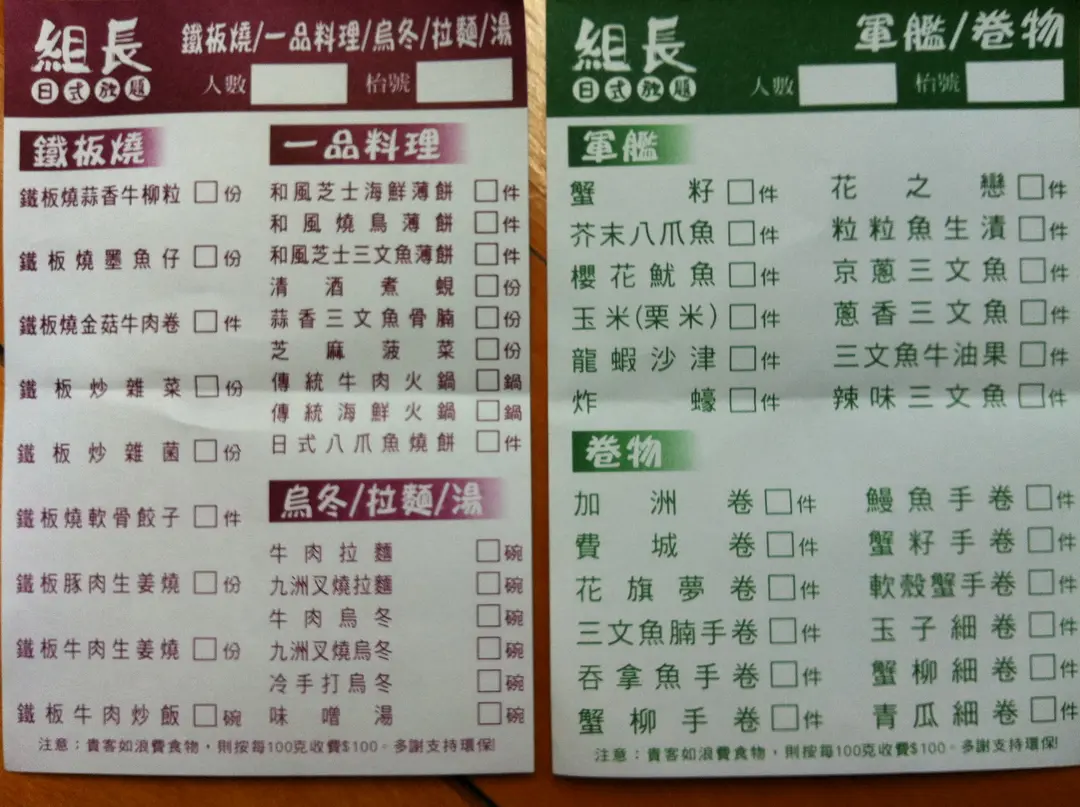 組長
日式放題
鐵板燒/一品料理/烏冬/拉麵/湯
人數
枱號
鐵板燒
鐵板燒蒜香牛柳粒 份
鐵板燒墨魚仔 份
鐵板燒金菇牛肉卷 件
鐵板炒雜菜 份
鐵板炒雜菌 份
鐵板燒軟骨餃子 件
鐵板豚肉生姜燒 份
鐵板牛肉生姜燒 份
鐵板牛肉炒飯 碗
一品料理
和風芝士海鮮薄餅 件
和風燒鳥薄餅 件
和風芝士三文魚薄餅 件
清酒煮蜆 份
蒜香三文魚骨腩 份
芝麻菠菜 份
傳統牛肉火鍋 鍋
傳統海鮮火鍋 鍋
日式八爪魚燒餅 件
烏冬/拉麵/湯
牛肉拉麵 碗
九洲叉燒拉麵 碗
牛肉烏冬 碗
九洲叉燒烏冬 碗
冷手打烏冬 碗
味噌湯 碗
注意：貴客如浪費食物，則按每100克收費$100。多謝支持環保!
組長
日式放題
軍艦/卷物
人數
枱號
軍艦
蟹籽 件
芥末八爪魚 件
櫻花魷魚 件
玉米(粟米) 件
龍蝦沙津 件
炸蠔 件
花之戀 件
粒粒魚生漬 件
京蔥三文魚 件
蔥香三文魚 件
三文魚牛油果 件
辣味三文魚 件
卷物
加洲卷 件
費城卷 件
花旗夢卷 件
三文魚腩手卷 件
吞拿魚手卷 件
蟹柳手卷 件
鰻魚手卷 件
蟹籽手卷 件
軟殼蟹手卷 件
玉子細卷 件
蟹柳細卷 件
青瓜細卷 件
注意：貴客如浪費食物，則按每100克收費$100。多謝支持環保!